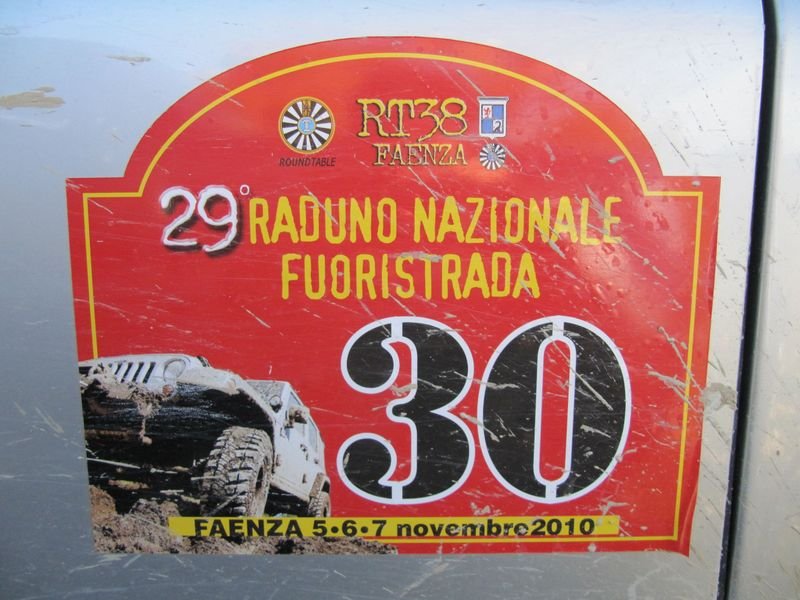 RT38
ROUNDTABLE FAENZA
29° RADUNO NAZIONALE
FUORISTRADA
30
FAENZA 5•6•7 novembre2010